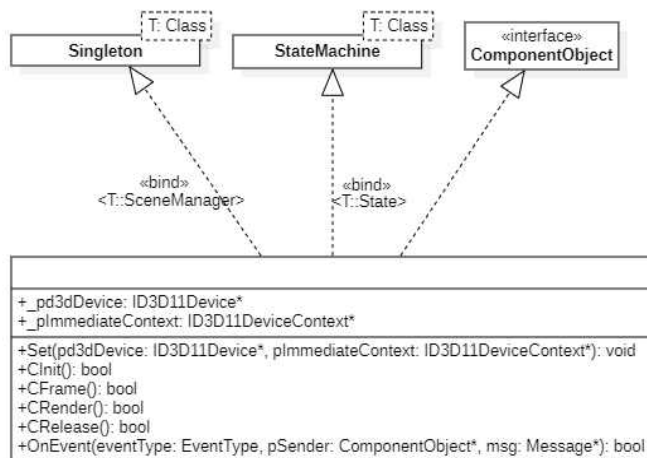 T: Class
Singleton
T: Class
StateMachine
«interface»
ComponentObject
«bind»
<T::SceneManager>
«bind»
<T::State>
+_pd3dDevice: ID3D11Device*
+_pImmediateContext: ID3D11DeviceContext*
+Set(pd3dDevice: ID3D11Device*, pImmediateContext: ID3D11DeviceContext*): void
+CInit(): bool
+CFrame(): bool
+CRender(): bool
+CRelease(): bool
+OnEvent(eventType: EventType, pSender: ComponentObject*, msg: Message*): bool